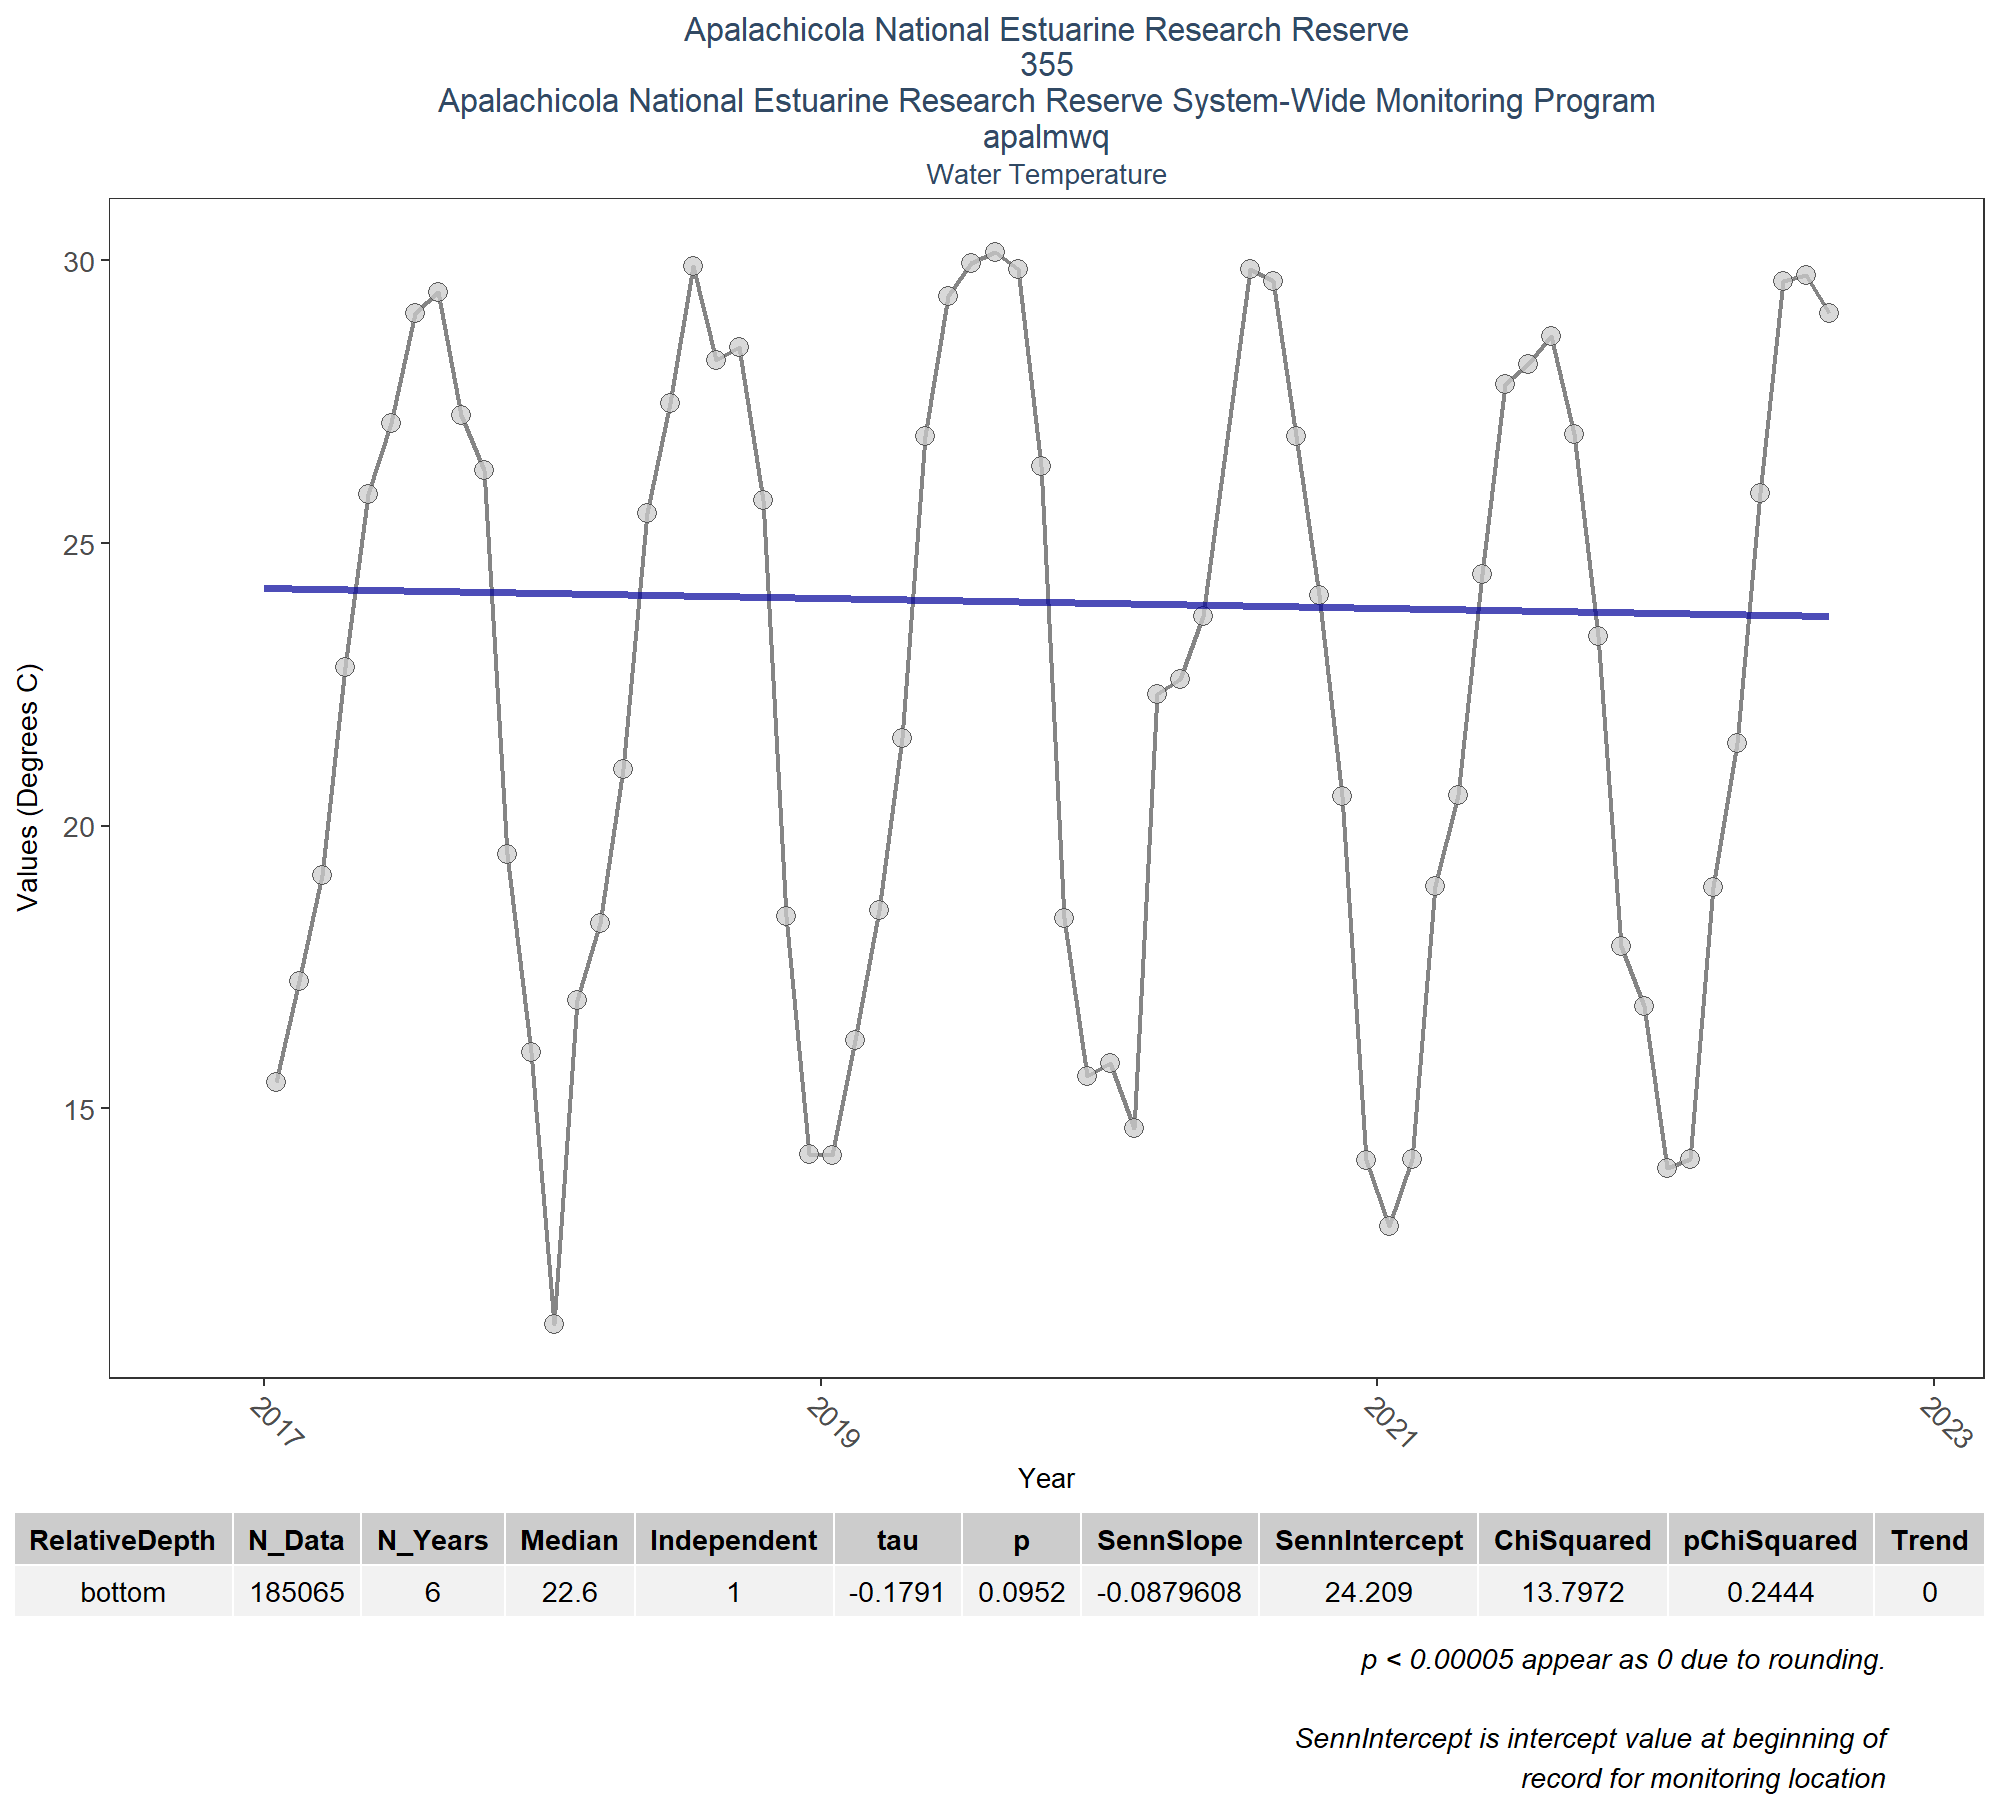 Apalachicola National Estuarine Research Reserve
355
Apalachicola National Estuarine Research Reserve System-Wide Monitoring Program
apalmwq
Water Temperature
30
25
20
15
Values (Degrees C)
2017
2019
2021
2023
Year
RelativeDepth N_Data N_Years Median Independent tau p SennSlope SennIntercept ChiSquared pChiSquared Trend
bottom 185065 6 22.6 1 -0.1791 0.0952 -0.0879608 24.209 13.7972 0.2444 0
p < 0.00005 appear as 0 due to rounding.
SennIntercept is intercept value at beginning of
record for monitoring location